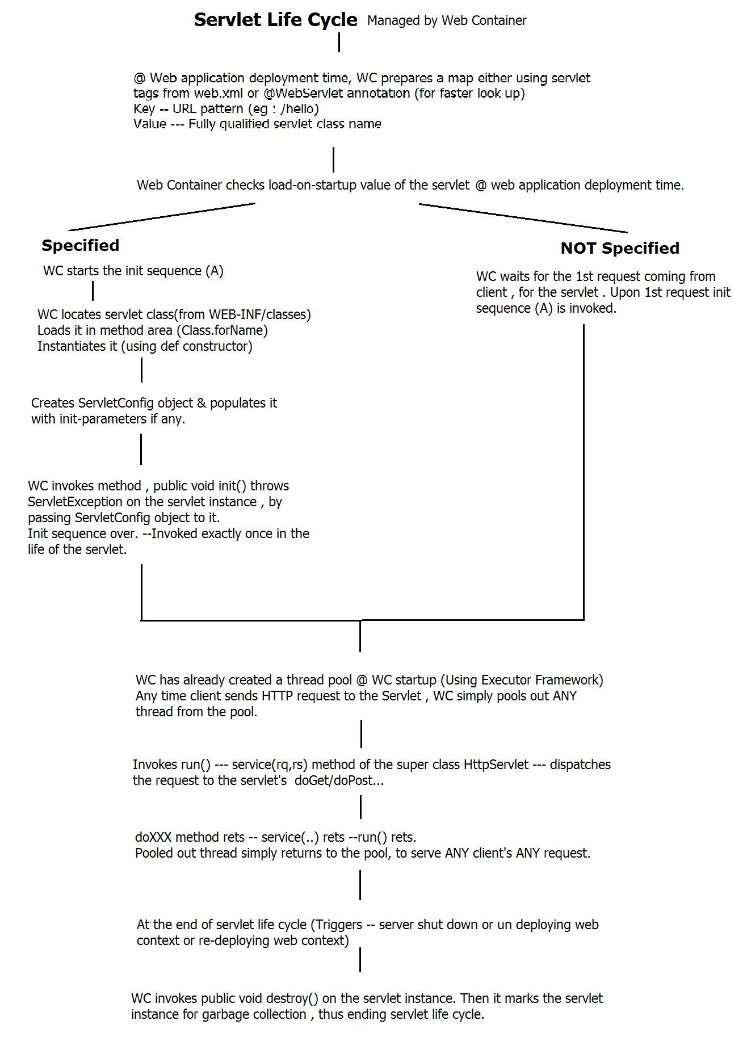 Servlet Life Cycle Managed by Web Container
@ Web application deployment time, WC prepares a map either using servlet
tags from web.xml or @WebServlet annotation (for faster look up)
Key -- URL pattern (eg : /hello)
Value --- Fully qualified servlet class name
Web Container checks load-on-startup value of the servlet @ web application deployment time.
Specified
WC starts the init sequence (A)
WC locates servlet class(from WEB-INF/classes)
Loads it in method area (Class.forName)
Instantiates it (using def constructor)
Creates ServletConfig object & populates it
with init-parameters if any.
WC invokes method , public void init() throws
ServletException on the servlet instance , by
passing ServletConfig object to it.
Init sequence over. --Invoked exactly once in the
life of the servlet.
NOT Specified
WC waits for the 1st request coming from
client , for the servlet . Upon 1st request init
sequence (A) is invoked.
WC has already created a thread pool @ WC startup (Using Executor Framework)
Any time client sends HTTP request to the Servlet , WC simply pools out ANY
thread from the pool.
Invokes run() --- service(rq,rs) method of the super class HttpServlet --- dispatches
the request to the servlet's doGet/doPost...
doXXX method rets -- service(..) rets --run() rets.
Pooled out thread simply returns to the pool, to serve ANY client's ANY request.
At the end of servlet life cycle (Triggers -- server shut down or un deploying web
context or re-deploying web context)
WC invokes public void destroy() on the servlet instance. Then it marks the servlet
instance for garbage collection , thus ending servlet life cycle.